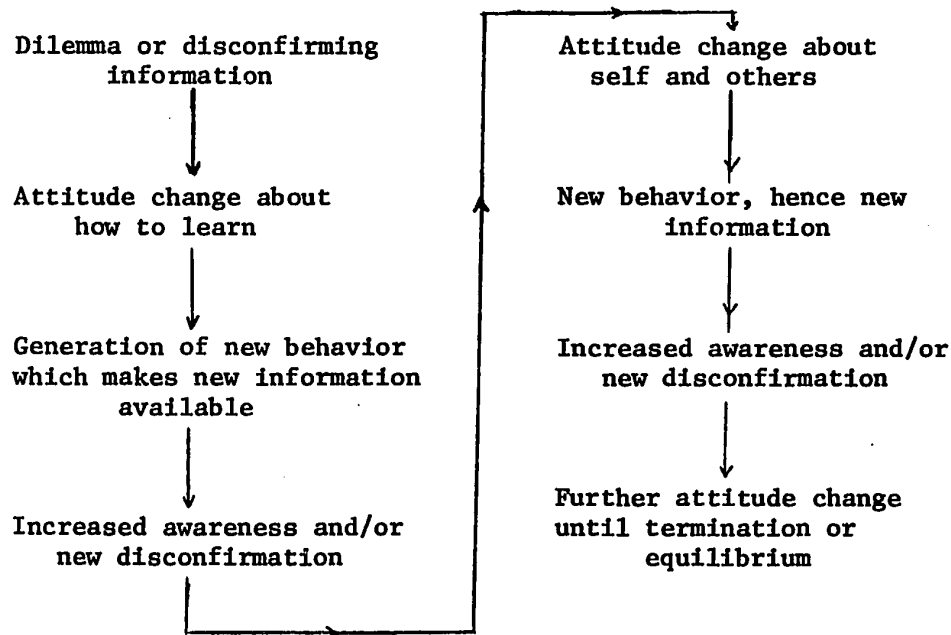 Dilemma or disconfirming
information
Attitude change about
how to learn
Generation of new behavior
which makes new information
available
Increased awareness and/or
new disconfirmation
Attitude change about
self and others
New behavior, hence new
information
Increased awareness and/or
new disconfirmation
Further attitude change
until termination or
equilibrium